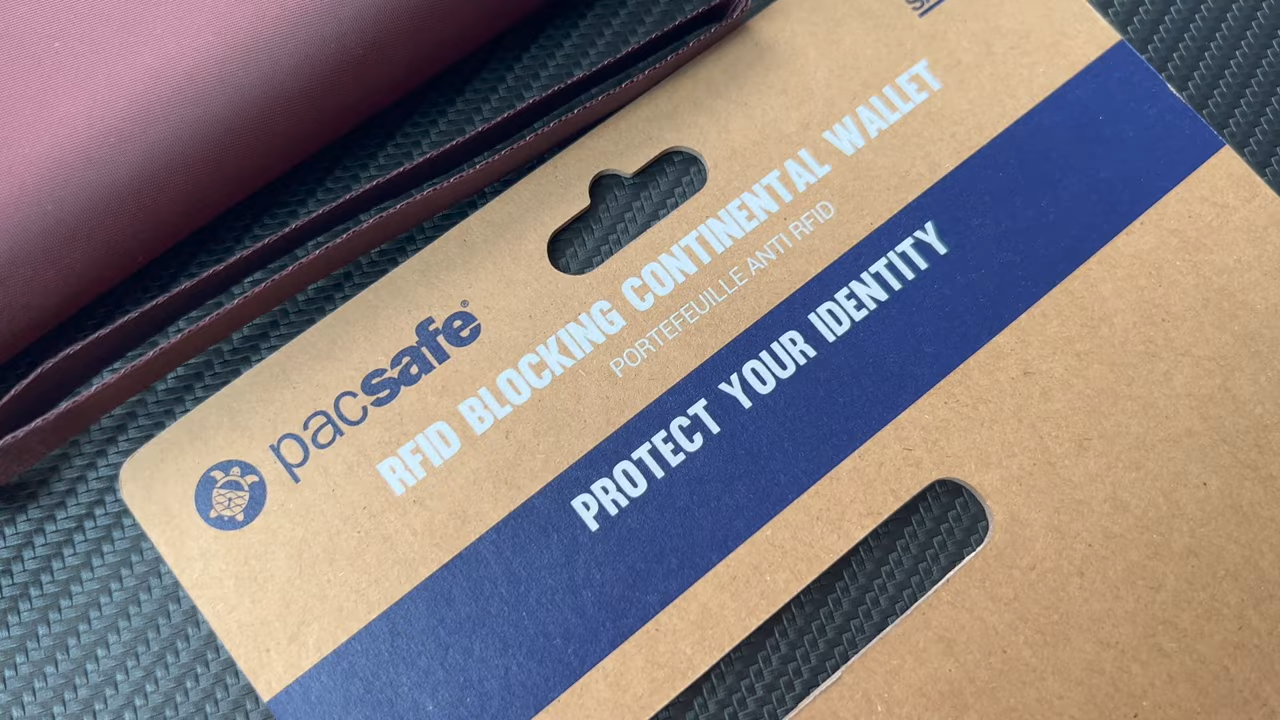 pacsafe®
RFID BLOCKING CONTINENTAL WALLET
PORTEFEUILLE ANTI RFID
PROTECT YOUR IDENTITY